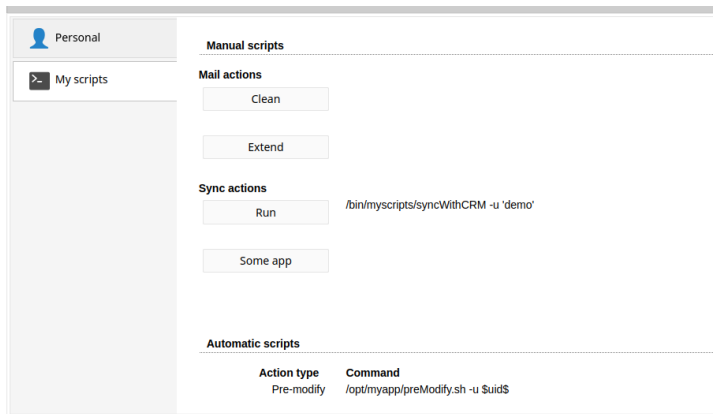 Personal
My scripts
Manual scripts
Mail actions
Clean
Extend
Sync actions
Run /bin/myscripts/syncWithCRM -u 'demo'
Some app
Automatic scripts
Action type Command
Pre-modify /opt/myapp/preModify.sh -u $uid$